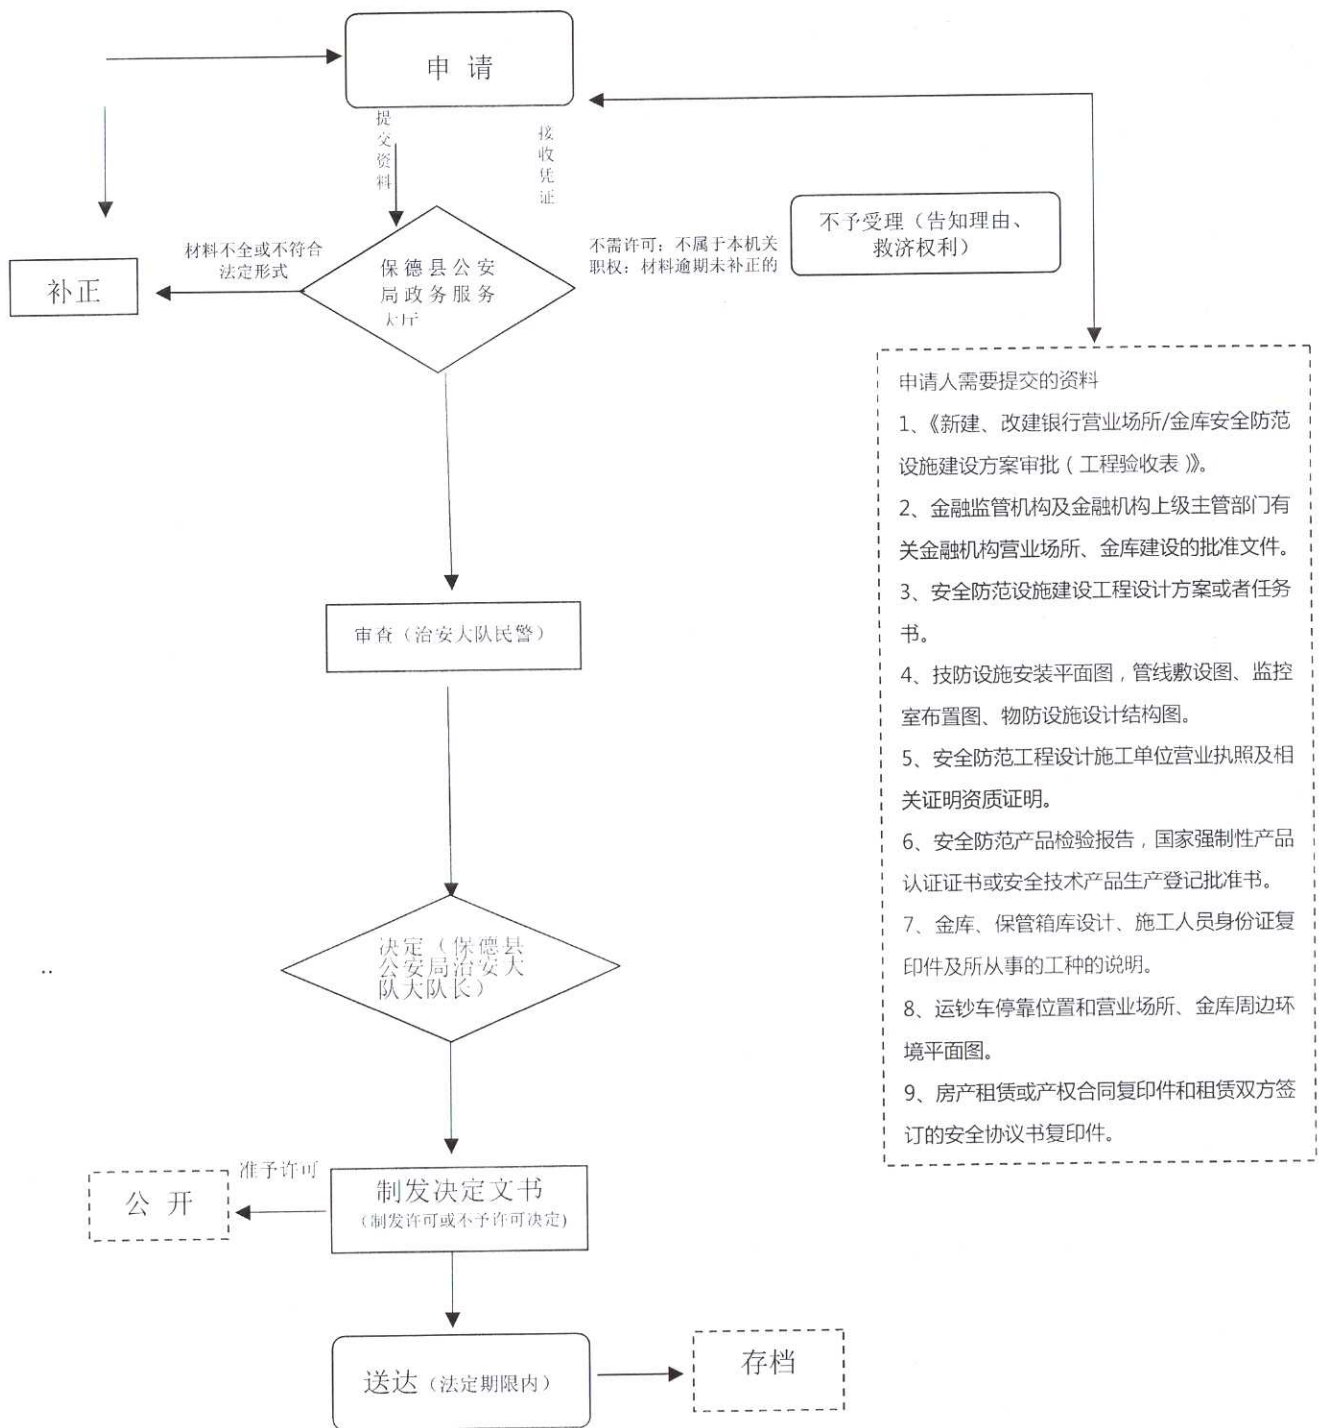 申 请
提交资料
接收凭证
不予受理（告知理由、
救济权利）
材料不全或不符合
法定形式
不需许可；不属于本机关
职权；材料逾期未补正的
补正
保德县公安
局政务服务
大厅
申请人需要提交的资料
1、《新建、改建银行营业场所/金库安全防范
设施建设方案审批（工程验收表）》。
2、金融监管机构及金融机构上级主管部门有
关金融机构营业场所、金库建设的批准文件。
3、安全防范设施建设工程设计方案或者任务
书。
4、技防设施安装平面图，管线敷设图、监控
室布置图、物防设施设计结构图。
5、安全防范工程设计施工单位营业执照及相
关证明资质证明。
6、安全防范产品检验报告，国家强制性产品
认证证书或安全技术产品生产登记批准书。
7、金库、保管箱库设计、施工人员身份证复
印件及所从事的工种的说明。
8、运钞车停靠位置和营业场所、金库周边环
境平面图。
9、房产租赁或产权合同复印件和租赁双方签
订的安全协议书复印件。
审查（治安大队民警）
决定（保德县
公安局治安大
队大队长）
..
准予许可
公 开
制发决定文书
（制发许可或不予许可决定)
送达（法定期限内）
存档